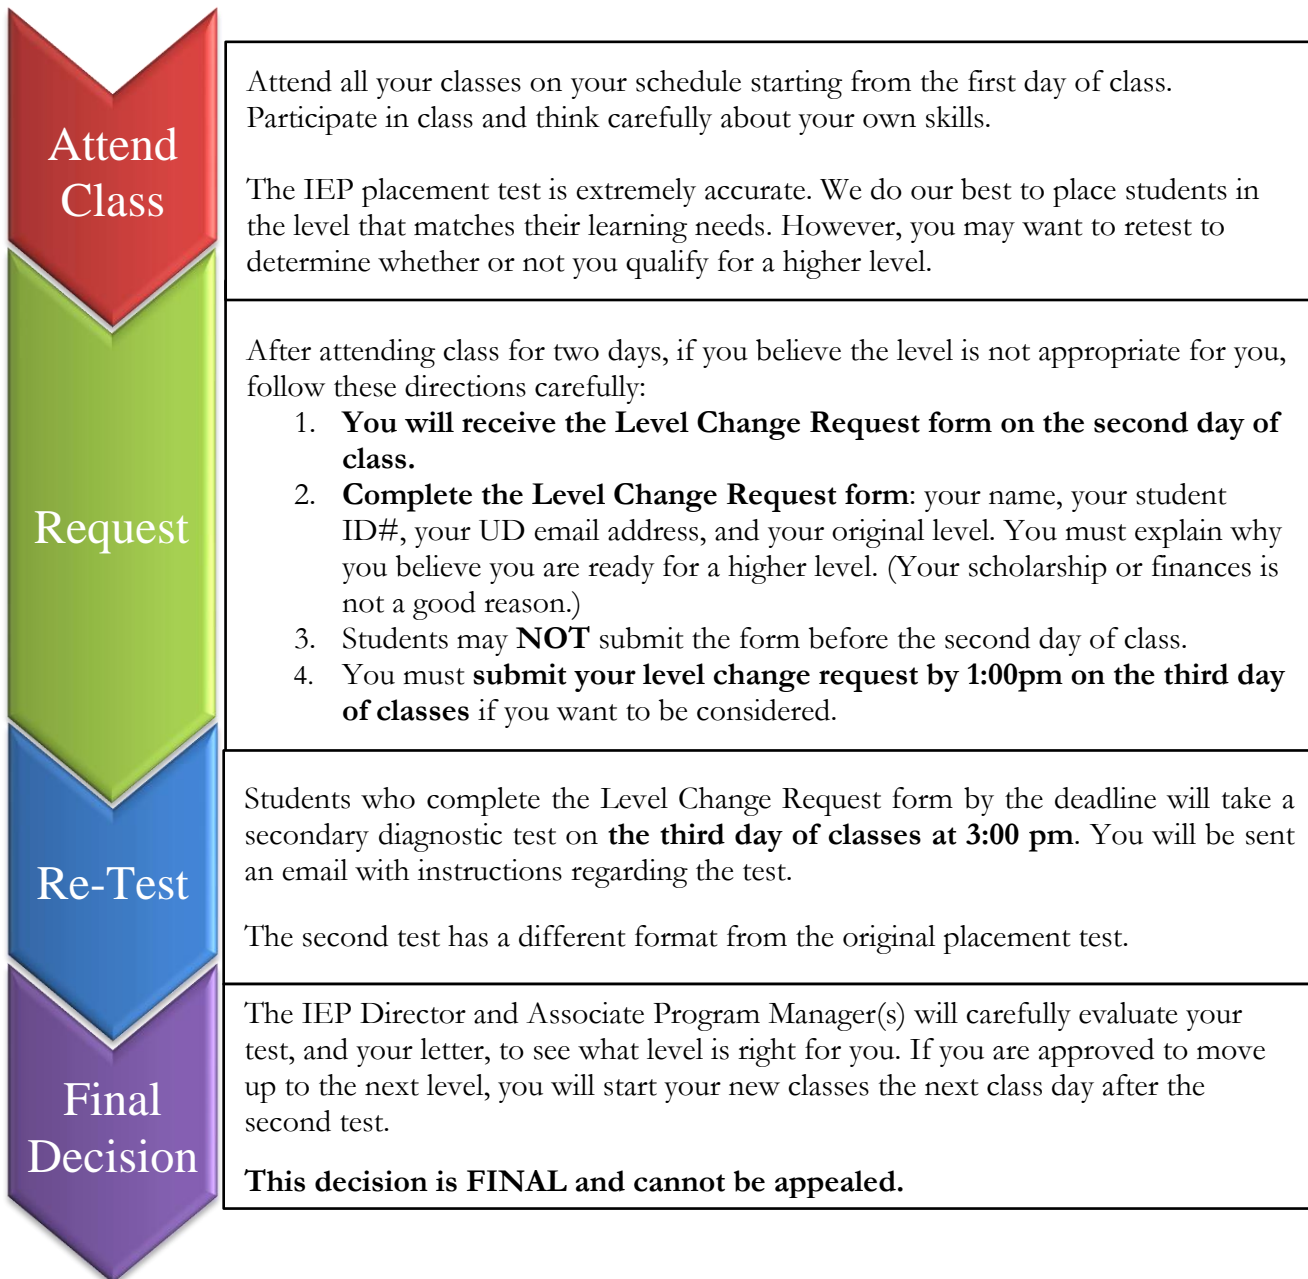 Attend
Class
Attend all your classes on your schedule starting from the first day of class.
Participate in class and think carefully about your own skills.
The IEP placement test is extremely accurate. We do our best to place students in
the level that matches their learning needs. However, you may want to retest to
determine whether or not you qualify for a higher level.
Request
After attending class for two days, if you believe the level is not appropriate for you,
follow these directions carefully:
1. You will receive the Level Change Request form on the second day of
class.
2. Complete the Level Change Request form: your name, your student
ID#, your UD email address, and your original level. You must explain why
you believe you are ready for a higher level. (Your scholarship or finances is
not a good reason.)
3. Students may NOT submit the form before the second day of class.
4. You must submit your level change request by 1:00pm on the third day
of classes if you want to be considered.
Re-Test
Students who complete the Level Change Request form by the deadline will take a
secondary diagnostic test on the third day of classes at 3:00 pm. You will be sent
an email with instructions regarding the test.
The second test has a different format from the original placement test.
Final
Decision
The IEP Director and Associate Program Manager(s) will carefully evaluate your
test, and your letter, to see what level is right for you. If you are approved to move
up to the next level, you will start your new classes the next class day after the
second test.
This decision is FINAL and cannot be appealed.